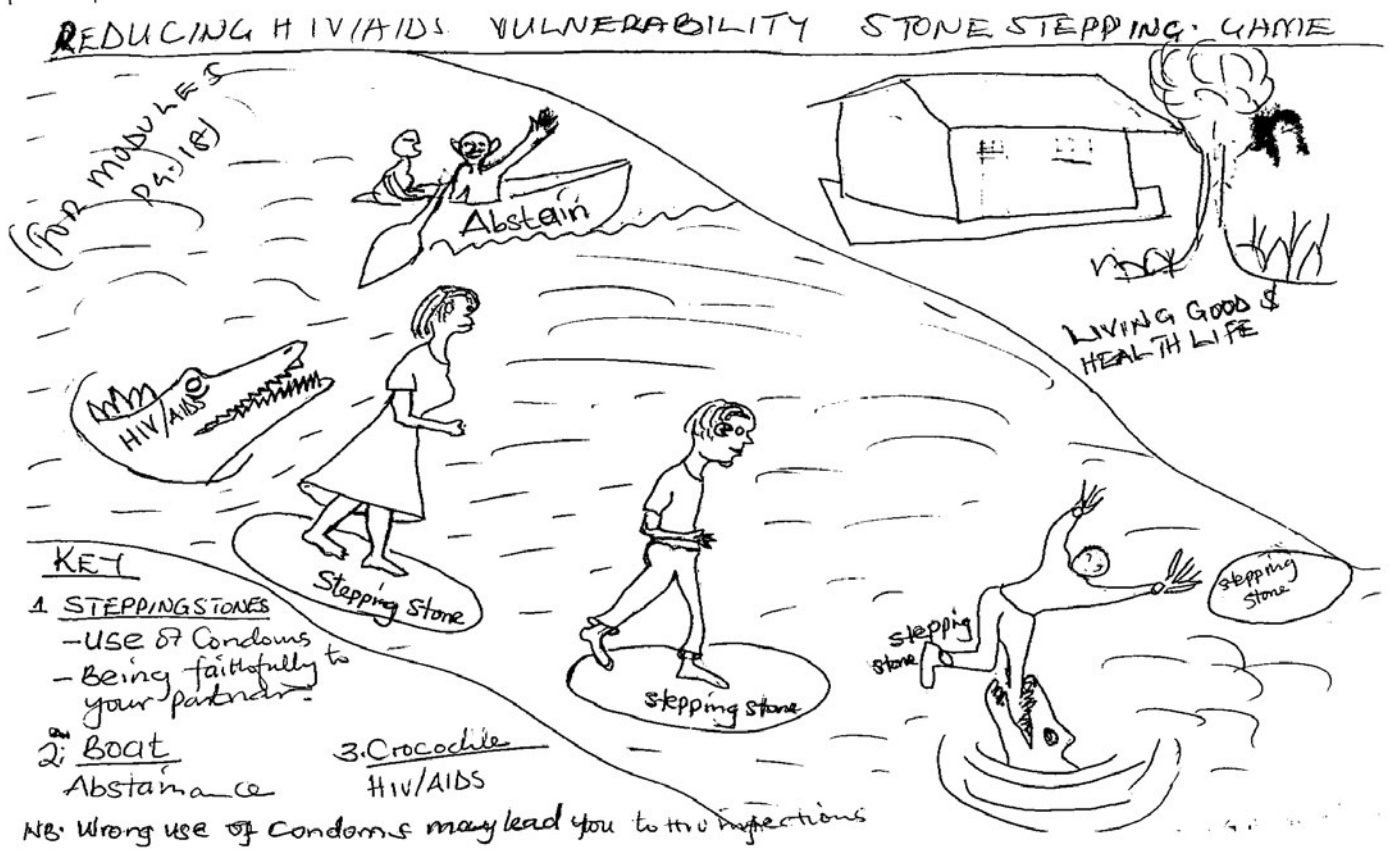 REDUCING HIV/AIDS. VULNERABILITY STONE STEPPING. GAME
(FOR MODULE 5
pg. 18)
Abstain
LIVING GOOD &
HEALTH LIFE
HIV/AIDS
Stepping Stone
stepping stone
stepping
stone
stepping
stone
KEY
1 STEPPINGSTONES
- Use of Condoms
- Being faithfully to
your partner.
2: Boat
Abstainance
3. Crocodile
HIV/AIDS
NB. Wrong use of Condoms may lead you to HIV infections